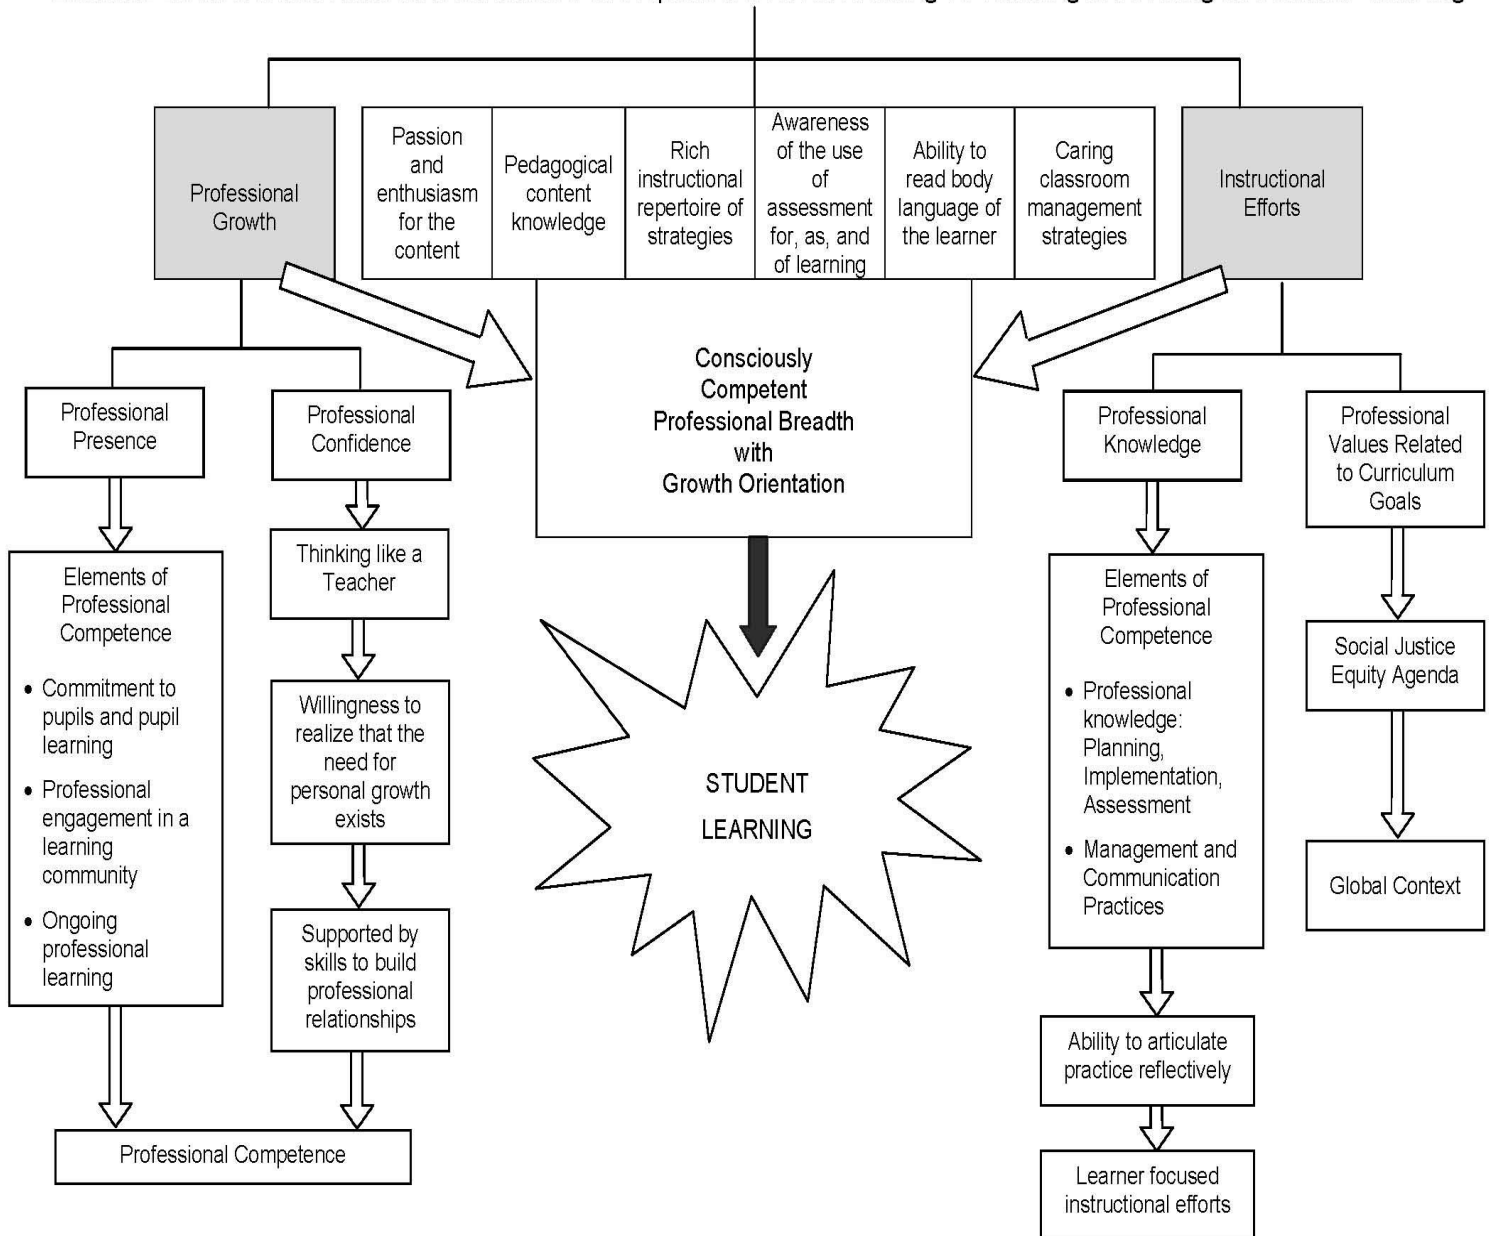 Professional
Growth
Passion
and
enthusiasm
for the
content
Pedagogical
content
knowledge
Rich
instructional
repertoire of
strategies
Awareness
of the use
of
assessment
for, as, and
of learning
Ability to
read body
language of
the learner
Caring
classroom
management
strategies
Instructional
Efforts
Consciously
Competent
Professional Breadth
with
Growth Orientation
Professional
Presence
Professional
Confidence
Professional
Knowledge
Professional
Values Related
to Curriculum
Goals
Elements of
Professional
Competence
• Commitment to
pupils and pupil
learning
• Professional
engagement in a
learning
community
• Ongoing
professional
learning
Thinking like a
Teacher
Willingness to
realize that the
need for
personal growth
exists
Supported by
skills to build
professional
relationships
Professional Competence
STUDENT
LEARNING
Elements of
Professional
Competence
• Professional
knowledge:
Planning,
Implementation,
Assessment
• Management and
Communication
Practices
Ability to articulate
practice reflectively
Learner focused
instructional efforts
Social Justice
Equity Agenda
Global Context